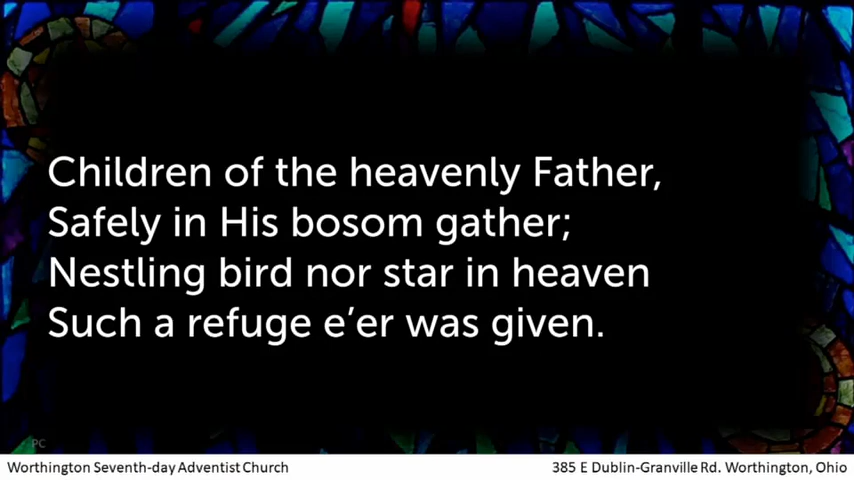 Children of the heavenly Father,
Safely in His bosom gather;
Nestling bird nor star in heaven
Such a refuge e’er was given.
PC
Worthington Seventh-day Adventist Church
385 E Dublin-Granville Rd. Worthington, Ohio